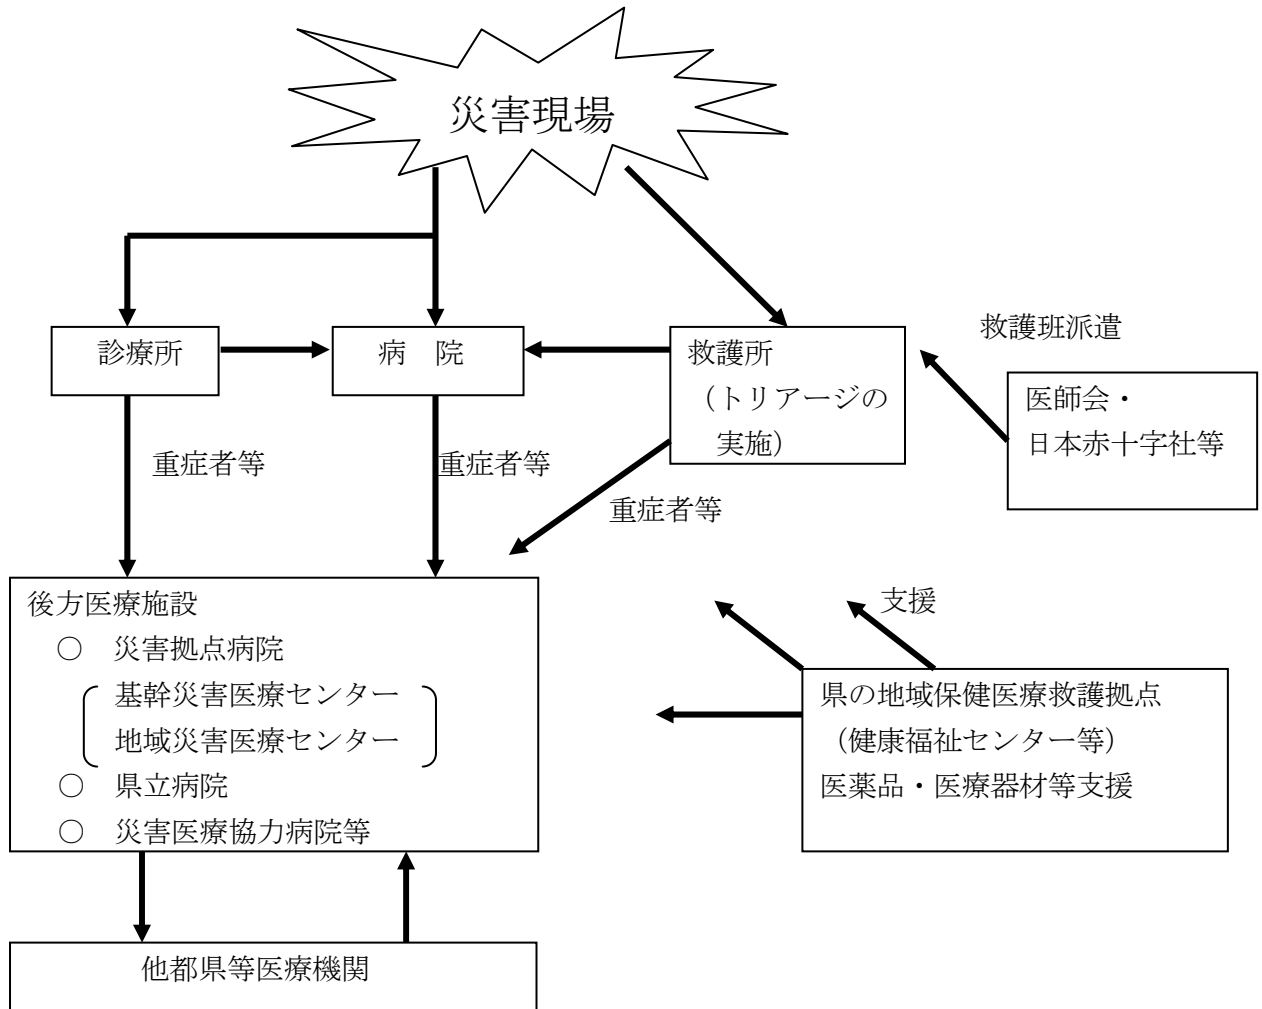 災害現場
診療所
病　院
救護所
（トリアージの
実施）
救護班派遣
医師会・
日本赤十字社等
重症者等
重症者等
重症者等
後方医療施設
○　災害拠点病院
基幹災害医療センター
地域災害医療センター
○　県立病院
○　災害医療協力病院等
支援
県の地域保健医療救護拠点
（健康福祉センター等）
医薬品・医療器材等支援
他都県等医療機関